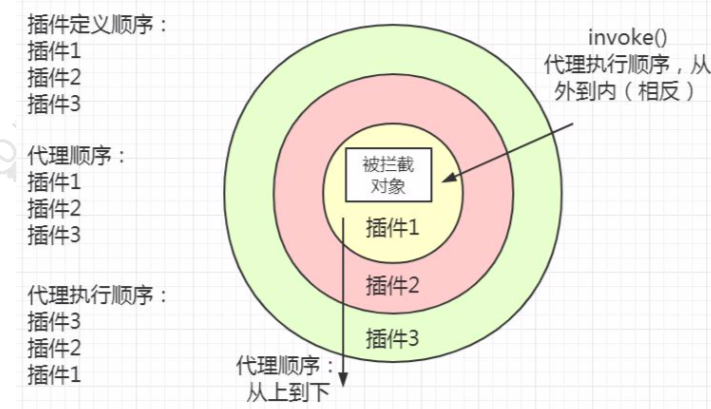 插件定义顺序：
插件1
插件2
插件3
代理顺序：
插件1
插件2
插件3
代理执行顺序：
插件3
插件2
插件1
invoke()
代理执行顺序，从
外到内（相反）
被拦截
对象
插件1
插件2
插件3
代理顺序：
从上到下